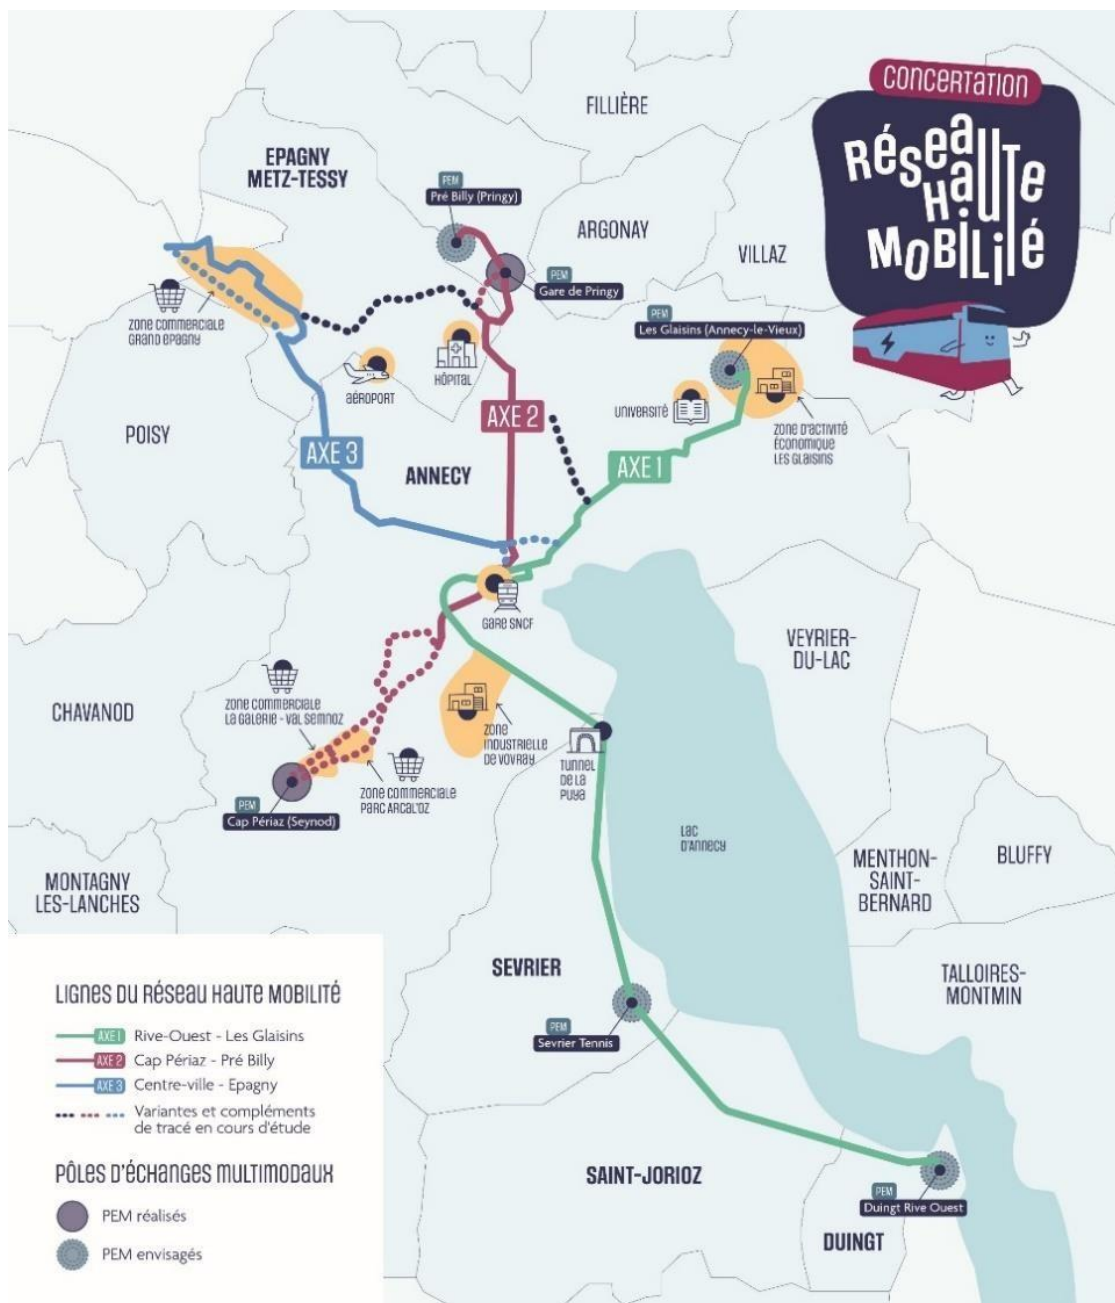 CONCERTATION
Réseau
Haute
Mobilité
FILLIÈRE
EPAGNY
METZ-TESSY
PEM
Pré Billy (Pringy)
ARGONAY
VILLAZ
PEM
Gare de Pringy
PEM
Les Glaisins (Annecy-le-Vieux)
ZONE COMMERCIALE
GRAND EPAGNY
HÔPITAL
AÉROPORT
UNIVERSITÉ
ZONE D'ACTIVITÉ
ÉCONOMIQUE
LES GLAISINS
POISY
AXE 2
AXE 3
AXE 1
ANNECY
GARE SNCF
VEYRIER-
DU-LAC
CHAVANOD
ZONE COMMERCIALE
LA GALERIE - VAL SEMNOZ
ZONE
INDUSTRIELLE
DE VOVRAY
TUNNEL
DE LA
PUYA
ZONE COMMERCIALE
PARC ARCAL'OZ
PEM
Cap Périaz (Seynod)
LAC
D'ANNECY
MENTHON-
SAINT-
BERNARD
BLUFFY
MONTAGNY
LES-LANCHES
SEVRIER
TALLOIRES-
MONTMIN
PEM
Sevrier Tennis
SAINT-JORIOZ
PEM
Duingt Rive Ouest
DUINGT
LIGNES DU RÉSEAU HAUTE MOBILITÉ
AXE 1 Rive-Ouest - Les Glaisins
AXE 2 Cap Périaz - Pré Billy
AXE 3 Centre-ville - Epagny
Variantes et compléments
de tracé en cours d'étude
PÔLES D'ÉCHANGES MULTIMODAUX
PEM réalisés
PEM envisagés